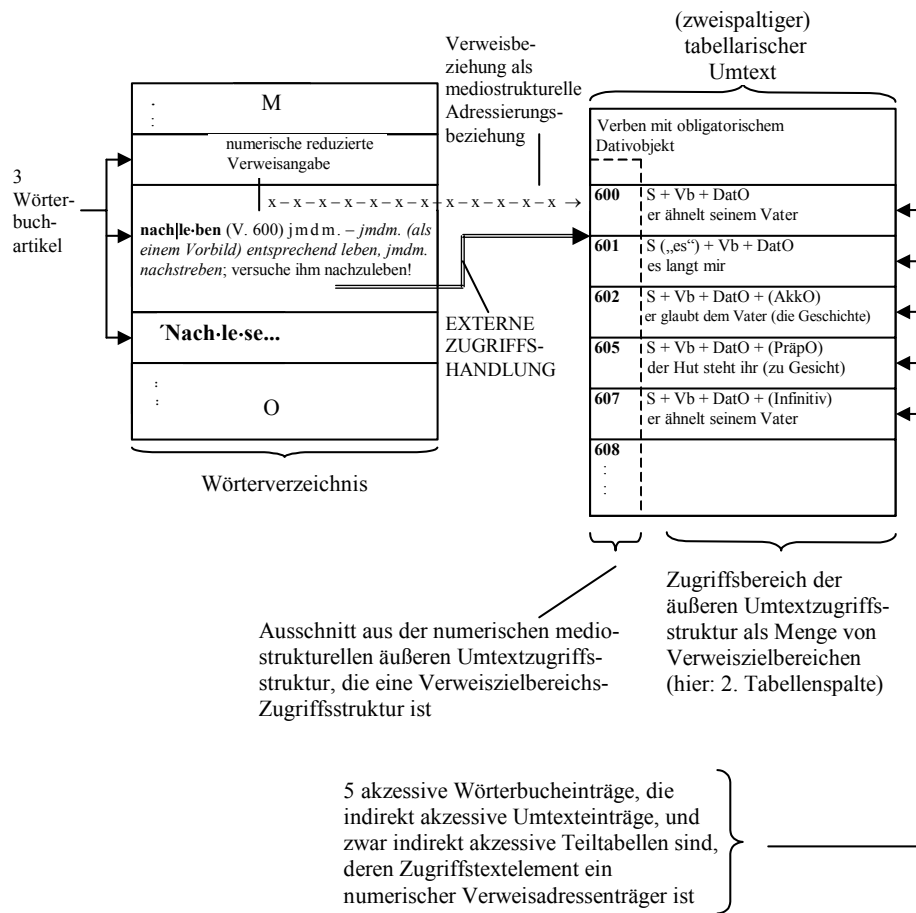 (zweispaltiger)
tabellarischer
Umtext
Verweisbe-
ziehung als
mediostrukturelle
Adressierungs-
beziehung
3
Wörter-
buch-
artikel
.
:
M
numerische reduzierte
Verweisangabe
x – x – x – x – x – x – x – x – x – x – x – x – x →
nach|le·ben (V. 600) j m d m . – jmdm. (als
einem Vorbild) entsprechend leben, jmdm.
nachstreben; versuche ihm nachzuleben!
´Nach·le·se...
:
:
O
Wörterverzeichnis
EXTERNE
ZUGRIFFS-
HANDLUNG
Verben mit obligatorischem
Dativobjekt
600 S + Vb + DatO
er ähnelt seinem Vater
601 S („es“) + Vb + DatO
es langt mir
602 S + Vb + DatO + (AkkO)
er glaubt dem Vater (die Geschichte)
605 S + Vb + DatO + (PräpO)
der Hut steht ihr (zu Gesicht)
607 S + Vb + DatO + (Infinitiv)
er ähnelt seinem Vater
608
:
:
Ausschnitt aus der numerischen medio-
strukturellen äußeren Umtextzugriffs-
struktur, die eine Verweiszielbereichs-
Zugriffsstruktur ist
Zugriffsbereich der
äußeren Umtextzugriffs-
struktur als Menge von
Verweiszielbereichen
(hier: 2. Tabellenspalte)
5 akzessive Wörterbucheinträge, die
indirekt akzessive Umtexteinträge, und
zwar indirekt akzessive Teiltabellen sind,
deren Zugriffstextelement ein
numerischer Verweisadressenträger ist